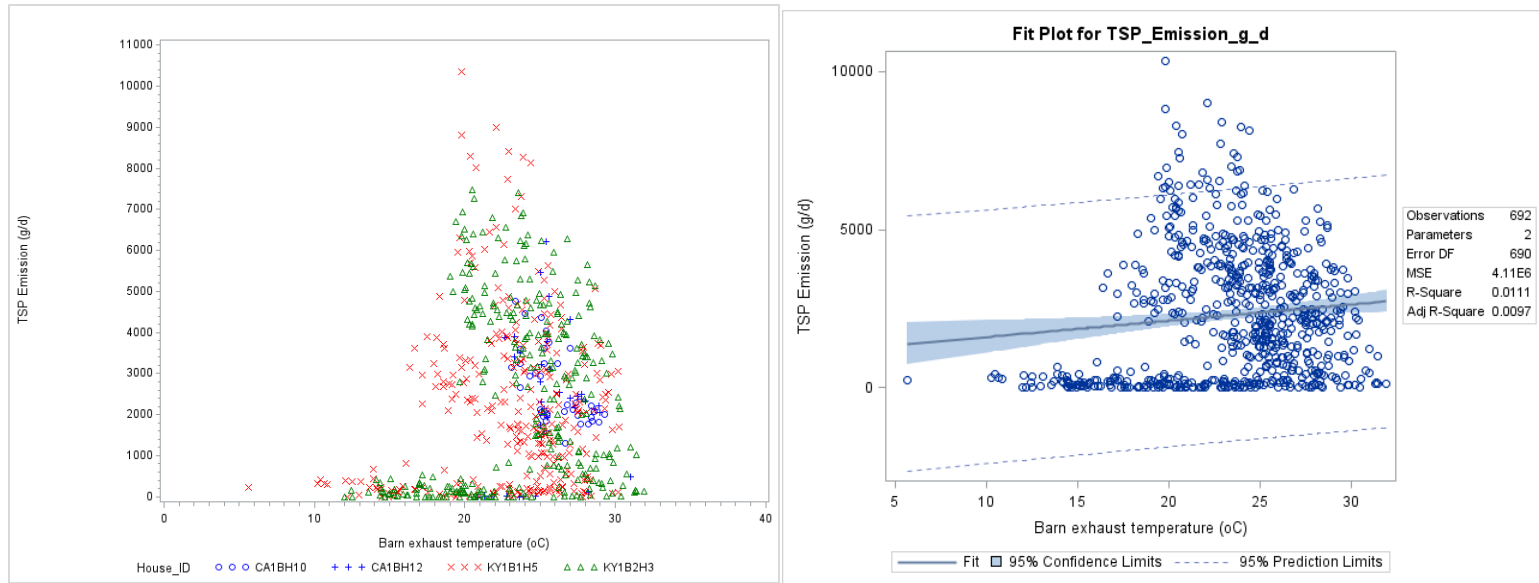 11000
10000
9000
8000
7000
6000
5000
4000
3000
2000
1000
0
TSP Emission (g/d)
0 10 20 30 40
Barn exhaust temperature (oC)
House_ID CA1BH10 CA1BH12 KY1B1H5 KY1B2H3
Fit Plot for TSP_Emission_g_d
10000
5000
0
TSP Emission (g/d)
5 10 15 20 25 30
Barn exhaust temperature (oC)
Observations 692
Parameters 2
Error DF 690
MSE 4.11E6
R-Square 0.0111
Adj R-Square 0.0097
Fit 95% Confidence Limits 95% Prediction Limits